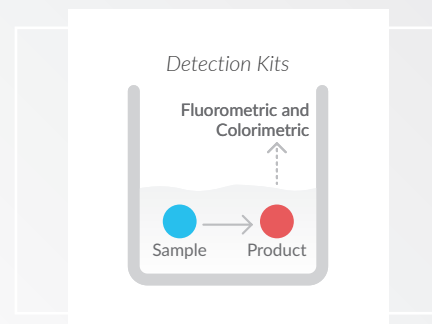 Detection Kits
Fluorometric and
Colorimetric
Sample
Product